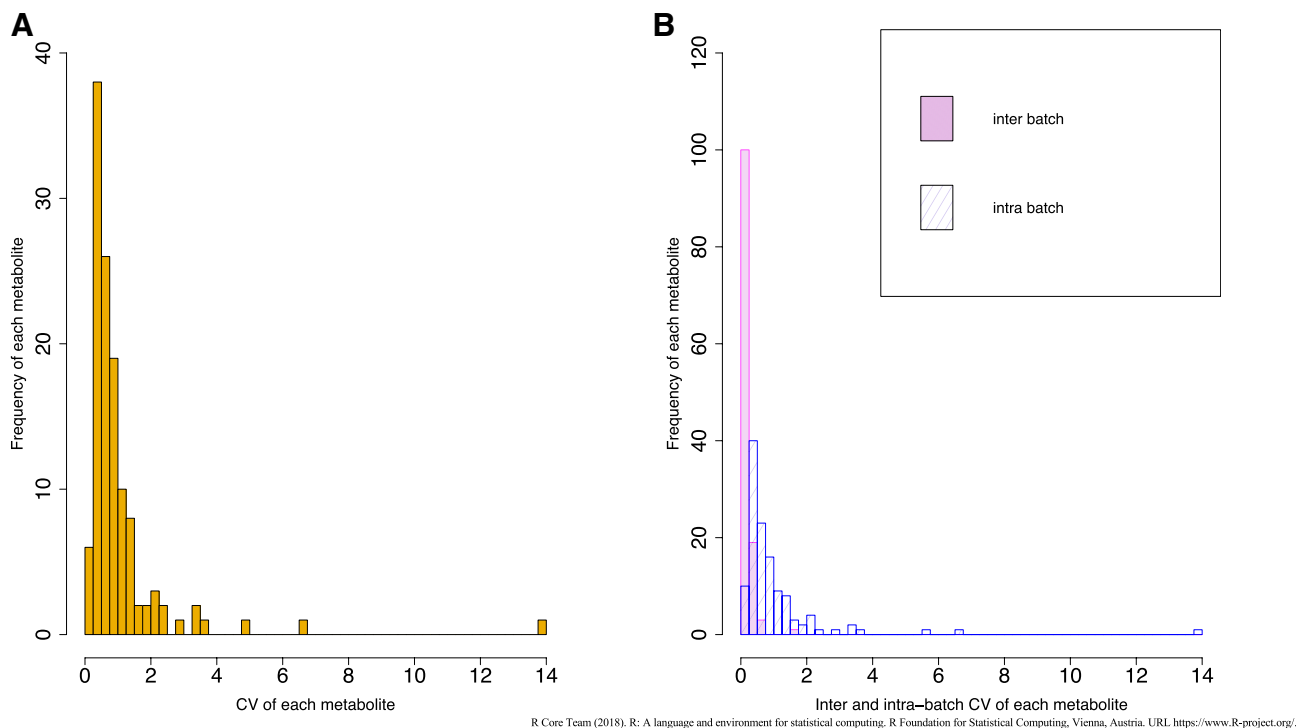 A
B
40
30
20
10
0
Frequency of each metabolite
0 2 4 6 8 10 12 14
CV of each metabolite
120
100
80
60
40
20
0
Frequency of each metabolite
inter batch
intra batch
0 2 4 6 8 10 12 14
Inter and intra−batch CV of each metabolite
R Core Team (2018). R: A language and environment for statistical computing. R Foundation for Statistical Computing, Vienna, Austria. URL https://www.R-project.org/.